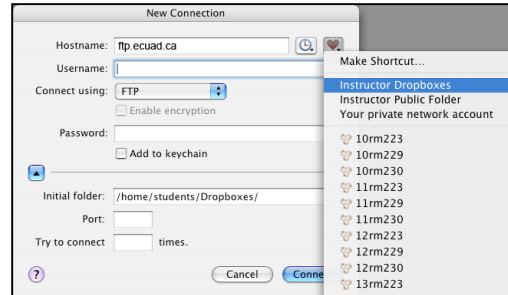 New Connection
Hostname: ftp.ecuad.ca
Username:
Connect using: FTP
Enable encryption
Password:
Add to keychain
Initial folder: /home/students/Dropboxes/
Port:
Try to connect times.
? Cancel Conne
Make Shortcut...
Instructor Dropboxes
Instructor Public Folder
Your private network account
10rm223
10rm229
10rm230
11rm223
11rm229
11rm230
12rm223
12rm229
12rm230
13rm223